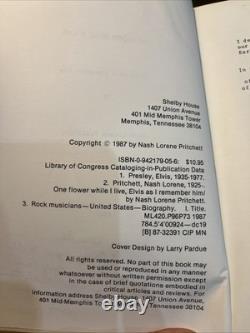 Shelby House
1407 Union Avenue
401 Mid Memphis Tower
Memphis, Tennessee 38104
Copyright © 1987 by Nash Lorene Pritchett
ISBN-0-942179-05-6: $10.95
Library of Congress Cataloging-in-Publication Data
1. Presley, Elvis, 1935-1977.
2. Pritchett, Nash Lorene, 1925-.
One flower while I live, Elvis as I remember him!
3. Rock musicians—United States—Biography. I. Title.
ML420.P96P73 1987
784.5'4'00924—dc19
[B] 87-32391 CIP MN
Cover Design by Larry Pardue
All rights reserved. No part of this book may
be used or reproduced in any manner
whatsoever without written permission except
in the case of brief quotations embodied in
critical articles and reviews. For
information address Shelby House, 1407 Union Avenue,
401 Mid Memphis Tower, Memphis, Tennessee
I de
our
Ear
In